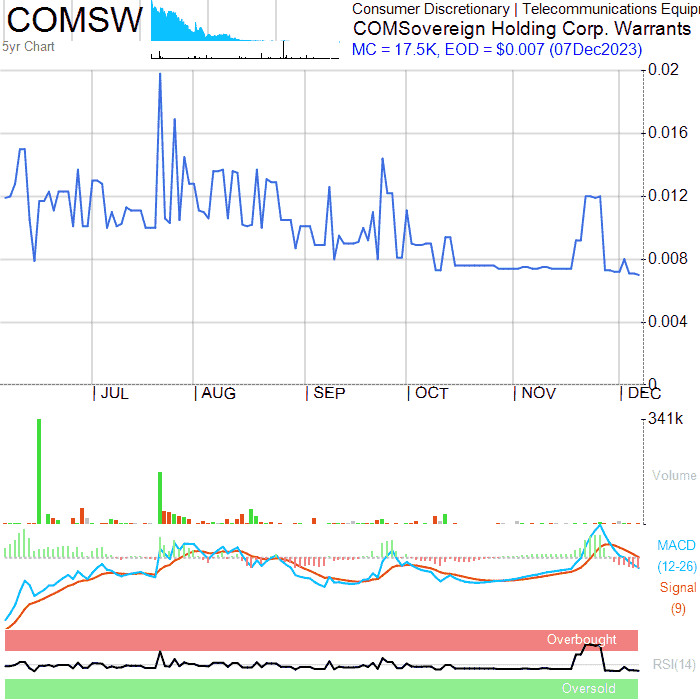 COMSW
5yr Chart
Consumer Discretionary | Telecommunications Equip
COMSovereign Holding Corp. Warrants
MC = 17.5K, EOD = $0.007 (07Dec2023)
0.02
0.016
0.012
0.008
0.004
0
JUL AUG SEP OCT NOV DEC
341k
Volume
MACD
(12-26)
Signal
(9)
Overbought
RSI(14)
Oversold